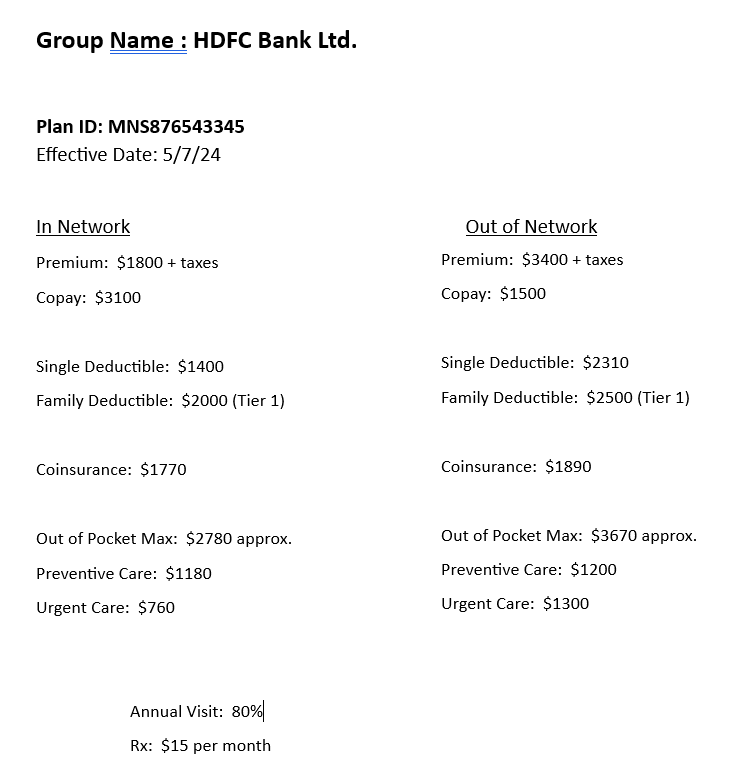 Group Name : HDFC Bank Ltd.
Plan ID: MNS876543345
Effective Date: 5/7/24
In Network
Premium:  $1800 + taxes
Copay:  $3100
Single Deductible:  $1400
Family Deductible:  $2000 (Tier 1)
Coinsurance:  $1770
Out of Pocket Max:  $2780 approx.
Preventive Care:  $1180
Urgent Care:  $760
Out of Network
Premium:  $3400 + taxes
Copay:  $1500
Single Deductible:  $2310
Family Deductible:  $2500 (Tier 1)
Coinsurance:  $1890
Out of Pocket Max:  $3670 approx.
Preventive Care:  $1200
Urgent Care:  $1300
Annual Visit:  80%
Rx:  $15 per month